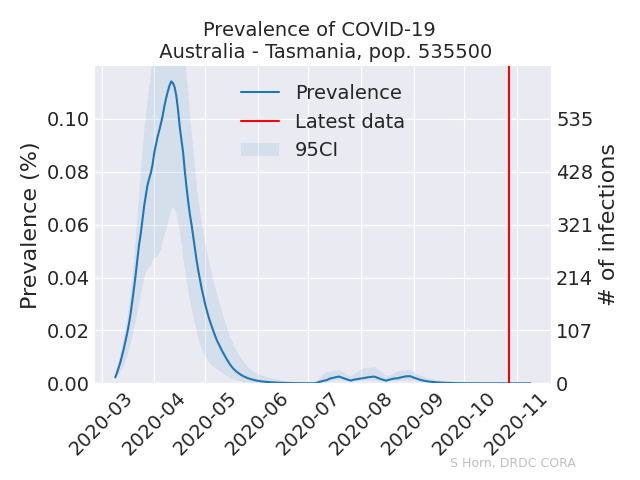 Prevalence of COVID-19
Australia - Tasmania, pop. 535500
Prevalence
Latest data
95CI
Prevalence (%)
0.10
0.08
0.06
0.04
0.02
0.00
535
428
321
214
107
0
# of infections
2020-03
2020-04
2020-05
2020-06
2020-07
2020-08
2020-09
2020-10
2020-11
S Horn, DRDC CORA